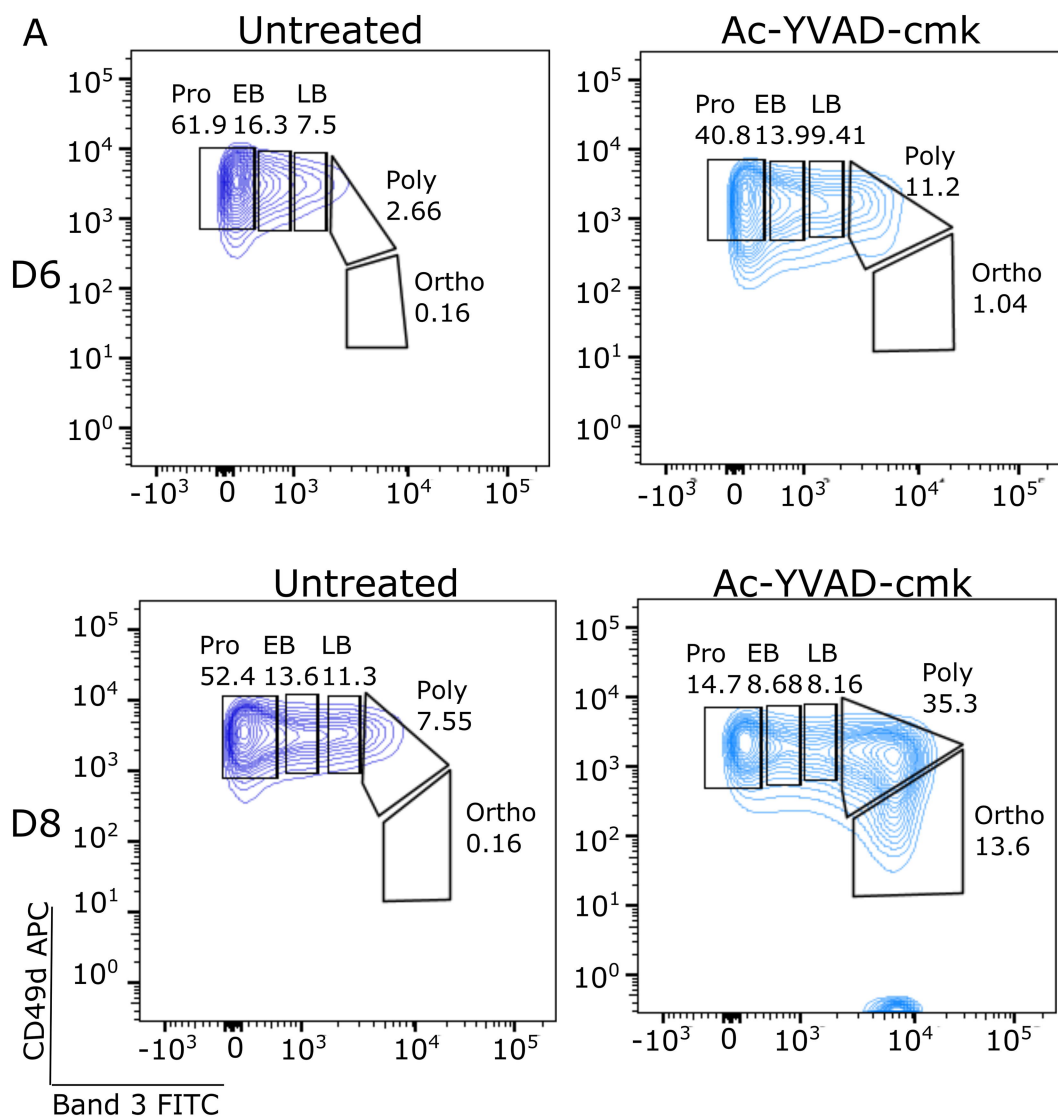 A
Untreated
Ac-YVAD-cmk
D6
10⁵
10⁴
10³
10²
10¹
10⁰
Pro EB LB
61.9 16.3 7.5
Poly
2.66
Ortho
0.16
-10³ 0 10³ 10⁴ 10⁵
10⁵
10⁴
10³
10²
10¹
10⁰
Pro EB LB
40.8 13.9 9.41
Poly
11.2
Ortho
1.04
-10³ 0 10³ 10⁴ 10⁵
Untreated
Ac-YVAD-cmk
D8
10⁵
10⁴
10³
10²
10¹
10⁰
Pro EB LB
52.4 13.6 11.3
Poly
7.55
Ortho
0.16
-10³ 0 10³ 10⁴ 10⁵
10⁵
10⁴
10³
10²
10¹
10⁰
Pro EB LB
14.7 8.68 8.16
Poly
35.3
Ortho
13.6
-10³ 0 10³ 10⁴ 10⁵
CD49d APC
Band 3 FITC